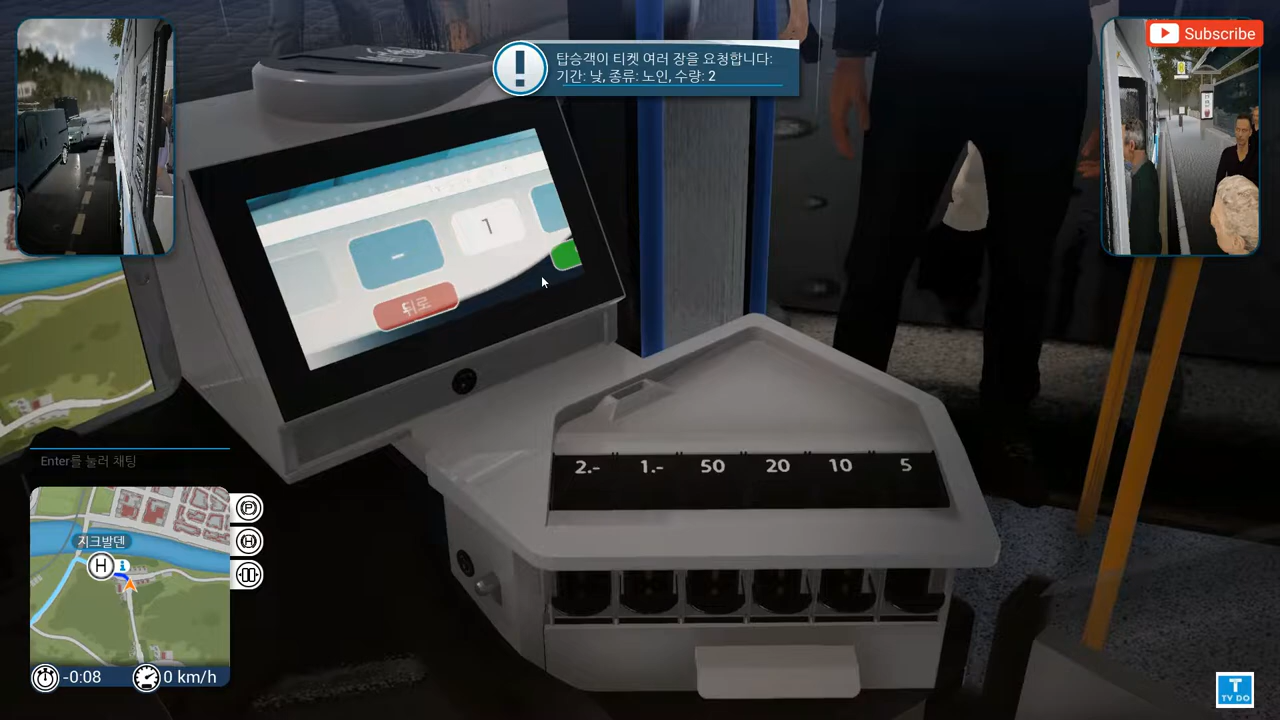 Subscribe
탑승객이 티켓 여러 장을 요청합니다:
기간: 낮, 종류: 노인, 수량: 2
-
1
뒤로
2.- 1.- 50 20 10 5
Enter를 눌러 채팅
P
H
지크발덴
H i
-0:08 0 km/h
T
TV DO